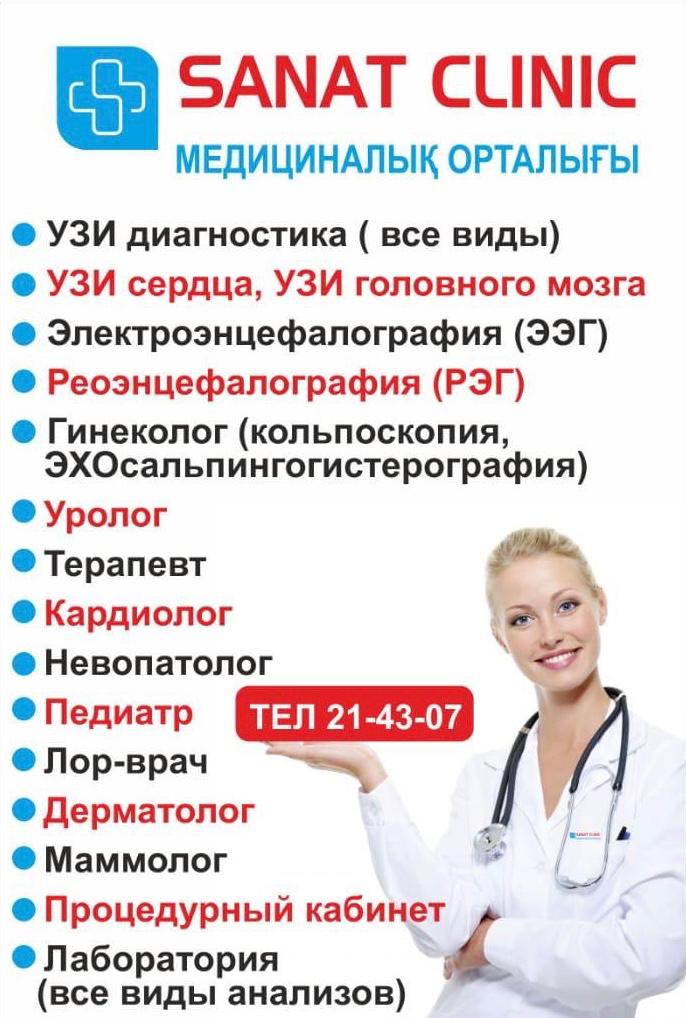 SANAT CLINIC
МЕДИЦИНАЛЫҚ ОРТАЛЫҒЫ
УЗИ диагностика ( все виды)
УЗИ сердца, УЗИ головного мозга
Электроэнцефалография (ЭЭГ)
Реоэнцефалография (РЭГ)
Гинеколог (кольпоскопия,
ЭХОсальпингогистерография)
Уролог
Терапевт
Кардиолог
Невопатолог
Педиатр
ТЕЛ 21-43-07
Лор-врач
Дерматолог
SANAT CLINIC
Маммолог
Процедурный кабинет
Лаборатория
(все виды анализов)